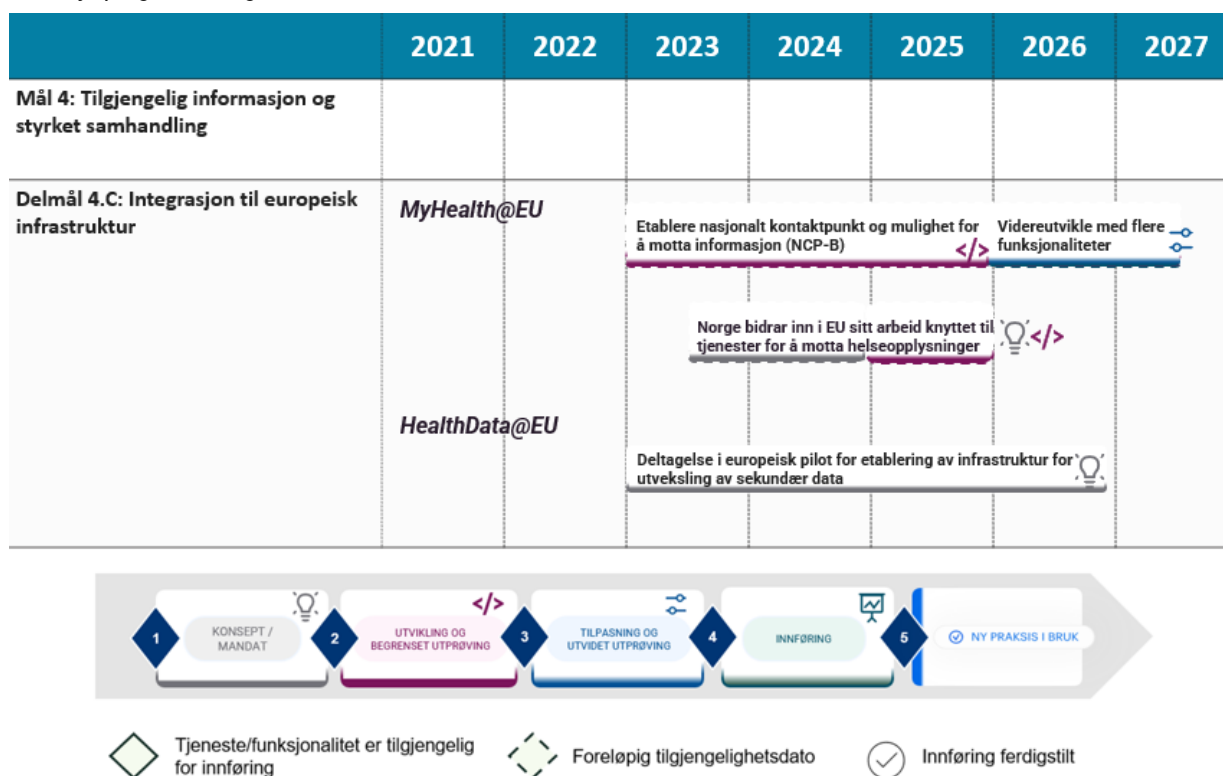 2021 2022 2023 2024 2025 2026 2027
Mål 4: Tilgjengelig informasjon og
styrket samhandling
Delmål 4.C: Integrasjon til europeisk
infrastruktur
MyHealth@EU
Etablere nasjonalt kontaktpunkt og mulighet for
å motta informasjon (NCP-B)
</>
Videreutvikle med flere
funksjonaliteter
Norge bidrar inn i EU sitt arbeid knyttet til
tjenester for å motta helseopplysninger
</>
HealthData@EU
Deltagelse i europeisk pilot for etablering av infrastruktur for
utveksling av sekundær data
1
KONSEPT /
MANDAT
2
</>
UTVIKLING OG
BEGRENSET UTPRØVING
3
TILPASNING OG
UTVIDET UTPRØVING
4
INNFØRING
5
NY PRAKSIS I BRUK
Tjeneste/funksjonalitet er tilgjengelig
for innføring
Foreløpig tilgjengelighetsdato
Innføring ferdigstilt